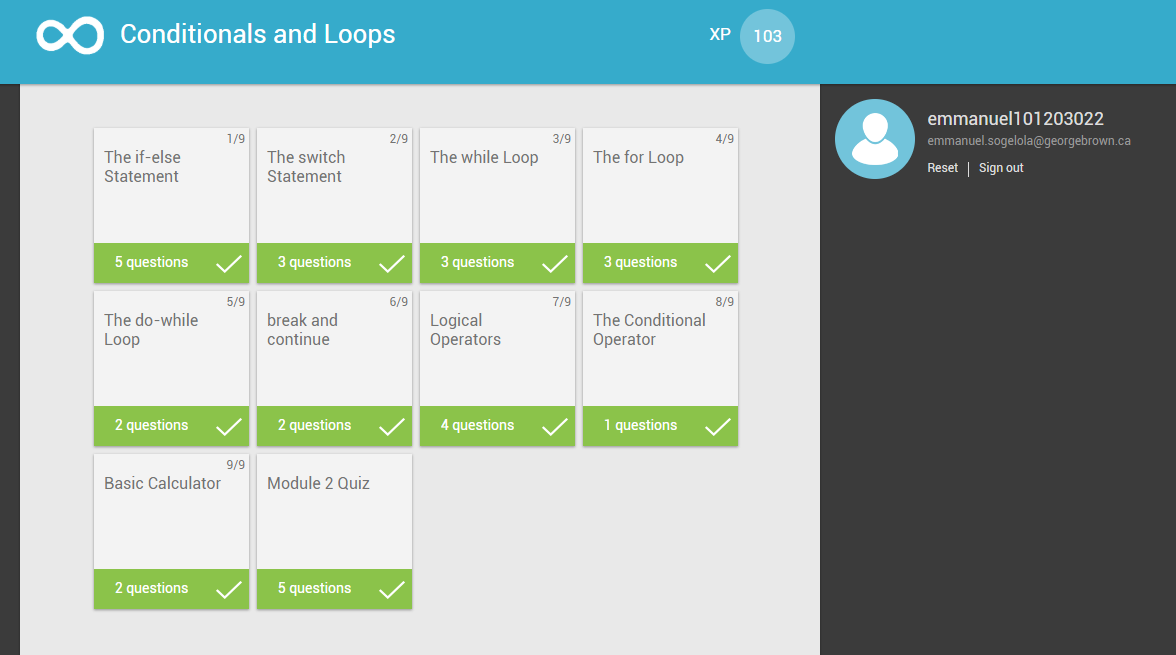 Conditionals and Loops
XP 103
emmanuel101203022
emmanuel.sogelola@georgebrown.ca
Reset | Sign out
1/9
The if-else
Statement
5 questions
2/9
The switch
Statement
3 questions
3/9
The while Loop
3 questions
4/9
The for Loop
3 questions
5/9
The do-while
Loop
2 questions
6/9
break and
continue
2 questions
7/9
Logical
Operators
4 questions
8/9
The Conditional
Operator
1 questions
9/9
Basic Calculator
2 questions
Module 2 Quiz
5 questions